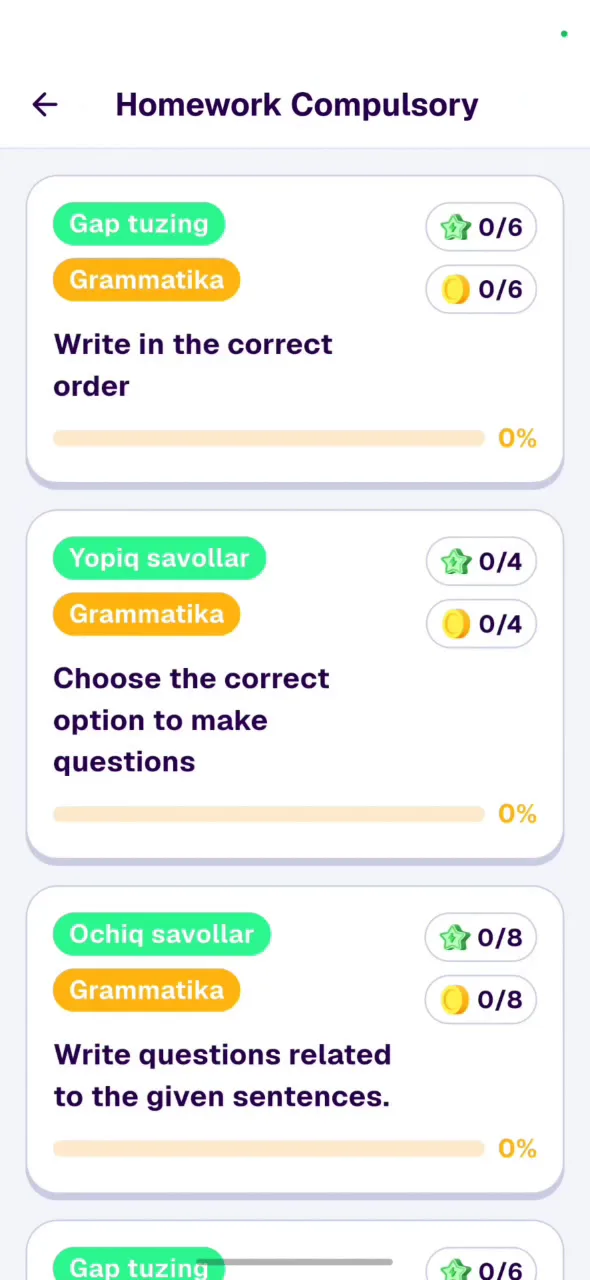 Homework Compulsory
Gap tuzing
0/6
Grammatika
0/6
Write in the correct
order
0%
Yopiq savollar
0/4
Grammatika
0/4
Choose the correct
option to make
questions
0%
Ochiq savollar
0/8
Grammatika
0/8
Write questions related
to the given sentences.
0%
Gap tuzing
0/6